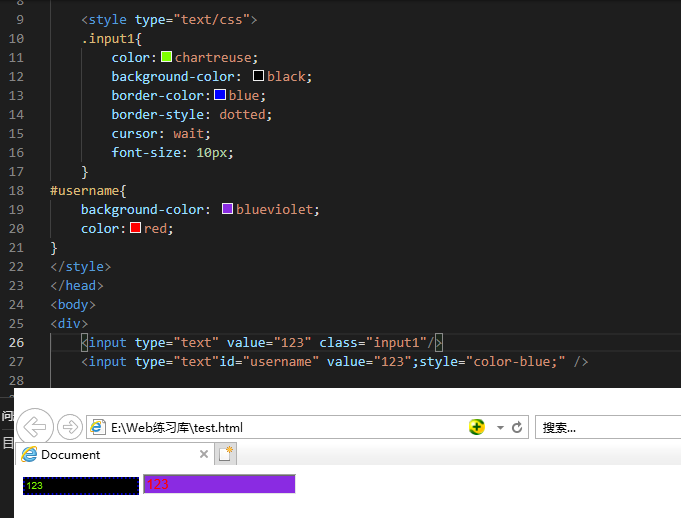 8
9 <style type="text/css">
10 .input1{
11 color:chartreuse;
12 background-color: black;
13 border-color:blue;
14 border-style: dotted;
15 cursor: wait;
16 font-size: 10px;
17 }
18 #username{
19 background-color: blueviolet;
20 color:red;
21 }
22 </style>
23 </head>
24 <body>
25 <div>
26 <input type="text" value="123" class="input1"/>
27 <input type="text"id="username" value="123";style="color-blue;" />
28
问
目
E:\Web练习库\test.html
搜索...
Document
123 123